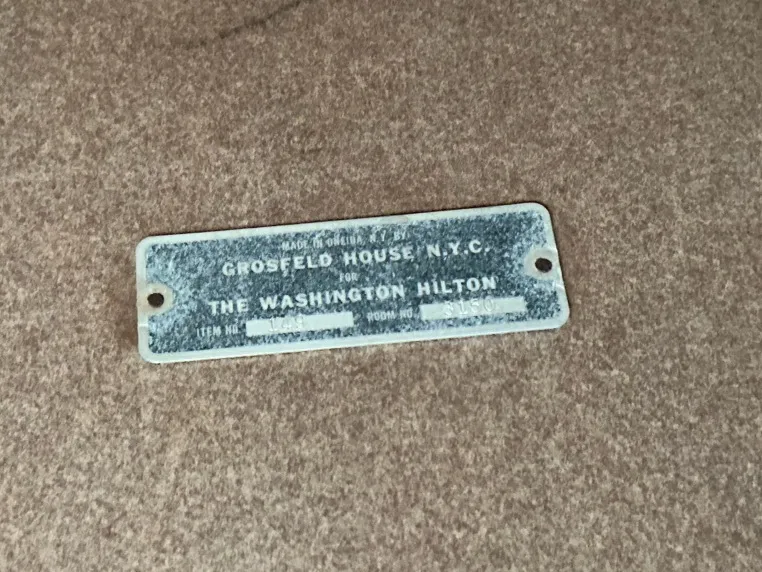 MADE IN ONEIDA, N.Y. BY
GROSFELD HOUSE N.Y.C.
FOR
THE WASHINGTON HILTON
ITEM NO. ROOM NO.